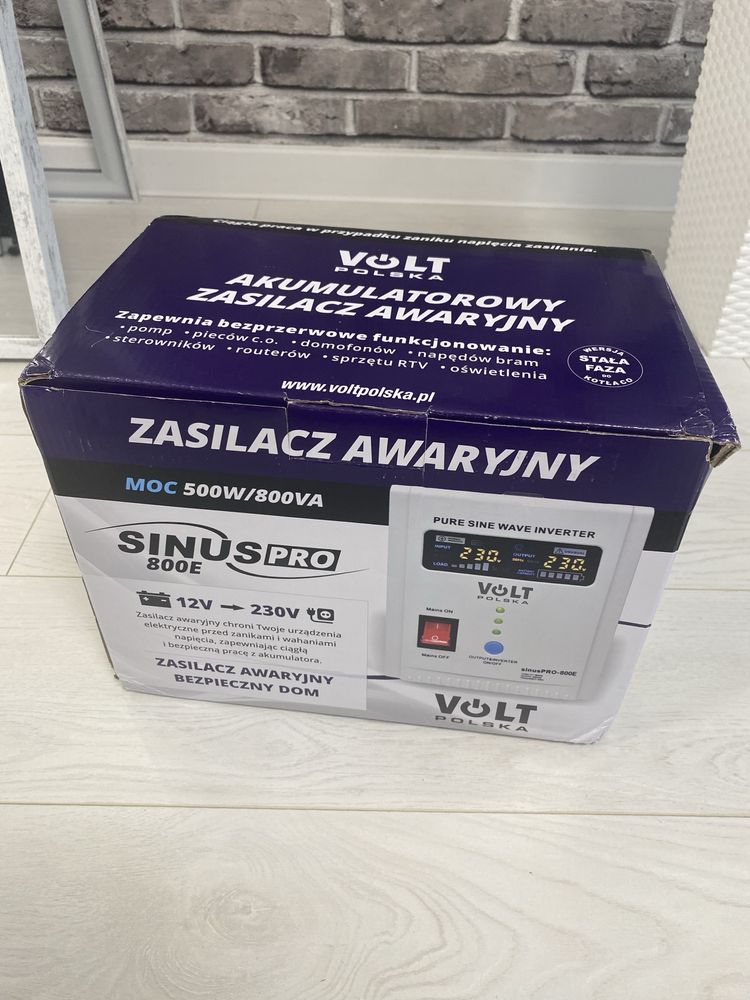 Ciągła praca w przypadku zaniku napięcia zasilania.
VOLT
POLSKA
AKUMULATOROWY
ZASILACZ AWARYJNY
Zapewnia bezprzerwowe funkcjonowanie:
• pomp • pieców c.o. • domofonów • napędów bram
• sterowników • routerów • sprzętu RTV • oświetlenia
WERSJA
STAŁA
FAZA
DO
KOTŁA CO
www.voltpolska.pl
ZASILACZ AWARYJNY
MOC 500W/800VA
SINUS PRO
800E
12V → 230V
Zasilacz awaryjny chroni Twoje urządzenia
elektryczne przed zanikami i wahaniami
napięcia, zapewniając ciągłą
i bezpieczną pracę z akumulatora.
ZASILACZ AWARYJNY
BEZPIECZNY DOM
PURE SINE WAVE INVERTER
INPUT
230
OUTPUT
230
LOAD
VOLT
POLSKA
Mains ON
Mains OFF
OUTPUT/INVERTER
ON/OFF
sinusPRO-800E
VOLT
POLSKA